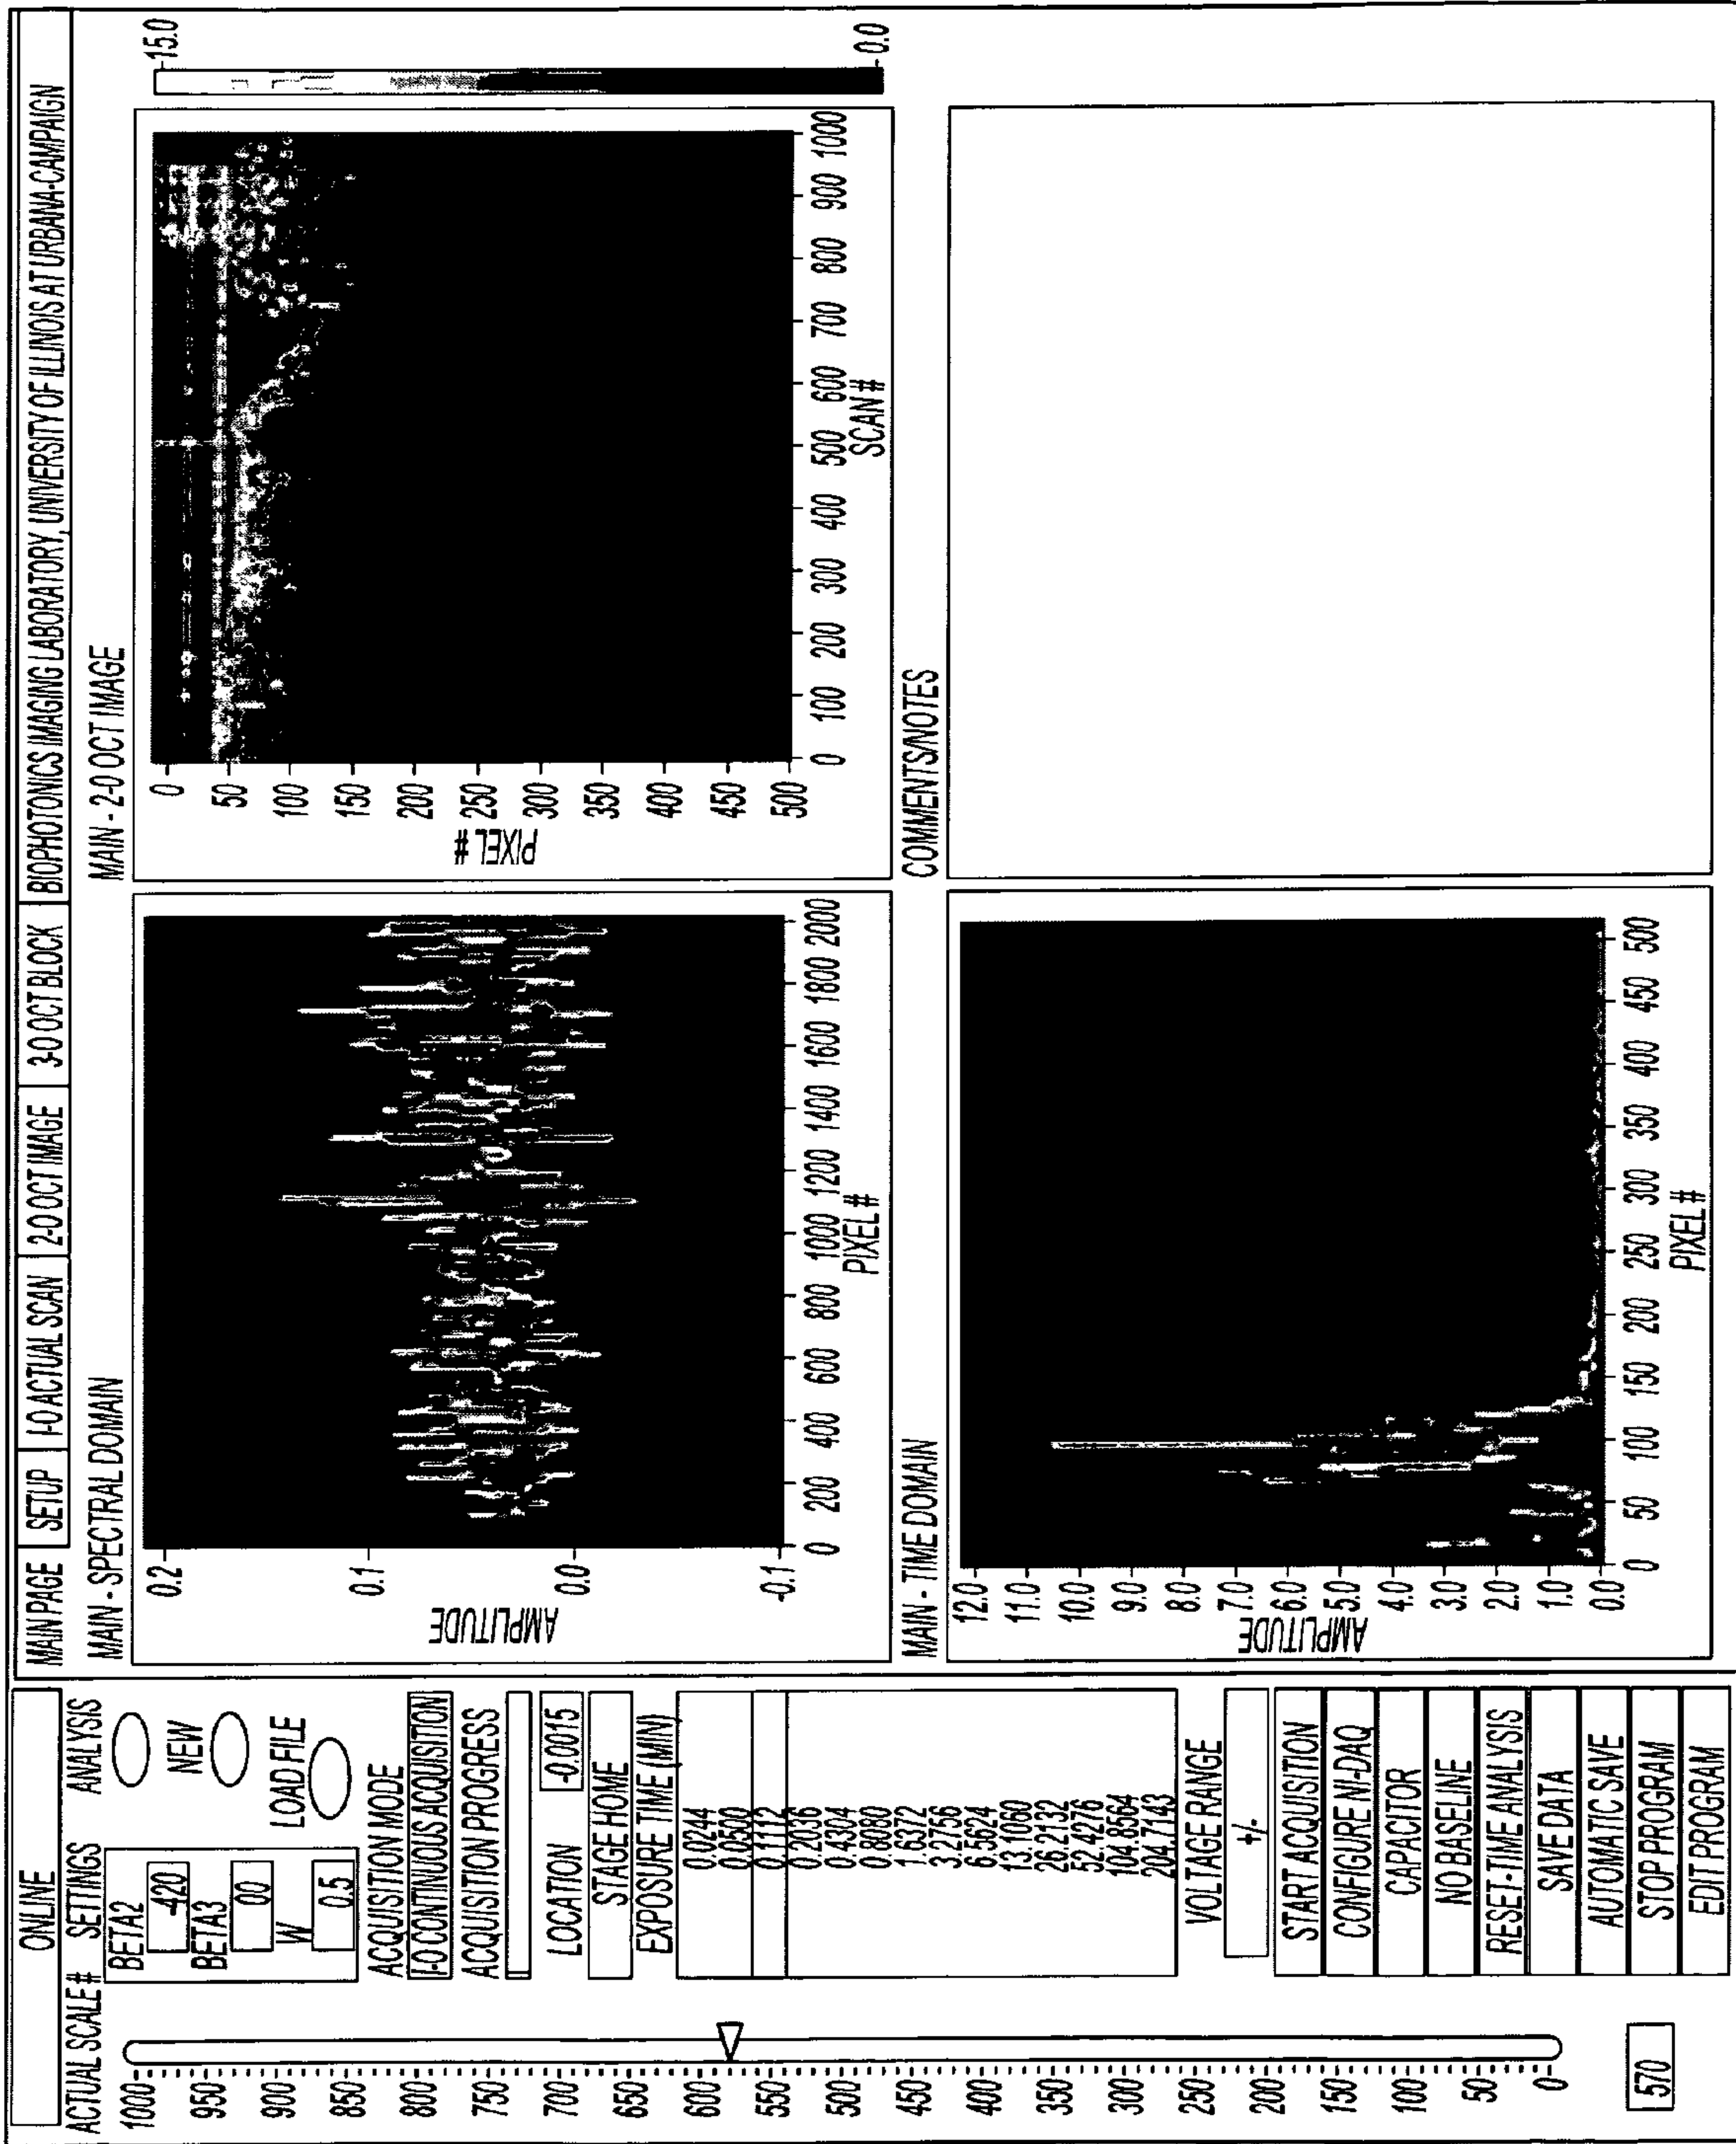 ONLINE
ACTUAL SCALE # SETTINGS ANALYSIS
1000
950
900
850
800
750
700
650
600
550
500
450
400
350
300
250
200
150
100
50
0
570
BETA2
-420
BETA3
00
W
0.5
NEW
LOAD FILE
ACQUISITION MODE
1-0 CONTINUOUS ACQUISITION
ACQUISITION PROGRESS
LOCATION -0.0015
STAGE HOME
EXPOSURE TIME (MN)
0.0244
0.0500
0.1112
0.2036
0.4304
0.8080
1.6372
3.2756
6.5624
13.1060
26.2132
52.4276
104.8564
204.7143
VOLTAGE RANGE
+/-
START ACQUISITION
CONFIGURE NI-DAQ
CAPACITOR
NO BASELINE
RESET-TIME ANALYSIS
SAVE DATA
AUTOMATIC SAVE
STOP PROGRAM
EDIT PROGRAM
MAIN PAGE SETUP 1-0 ACTUAL SCAN 2-0 OCT IMAGE 3-0 OCT BLOCK BIOPHOTONICS IMAGING LABORATORY, UNIVERSITY OF ILLINOIS AT URBANA-CAMPAIGN
MAIN - SPECTRAL DOMAIN
AMPLITUDE
0.2
0.1
0.0
-0.1
0 200 400 600 800 1000 1200 1400 1600 1800 2000
PIXEL #
MAIN - 2-0 OCT IMAGE
PIXEL #
0
50
100
150
200
250
300
350
400
450
500
0 100 200 300 400 500 600 700 800 900 1000
SCAN #
15.0
0.0
MAIN - TIME DOMAIN
AMPLITUDE
12.0
11.0
10.0
9.0
8.0
7.0
6.0
5.0
4.0
3.0
2.0
1.0
0.0
0 50 100 150 200 250 300 350 400 450 500
PIXEL #
COMMENTS/NOTES